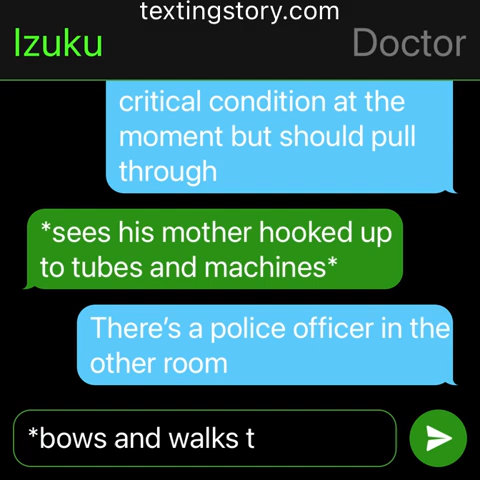 textingstory.com
Izuku
Doctor
critical condition at the
moment but should pull
through
*sees his mother hooked up
to tubes and machines*
There’s a police officer in the
other room
*bows and walks t